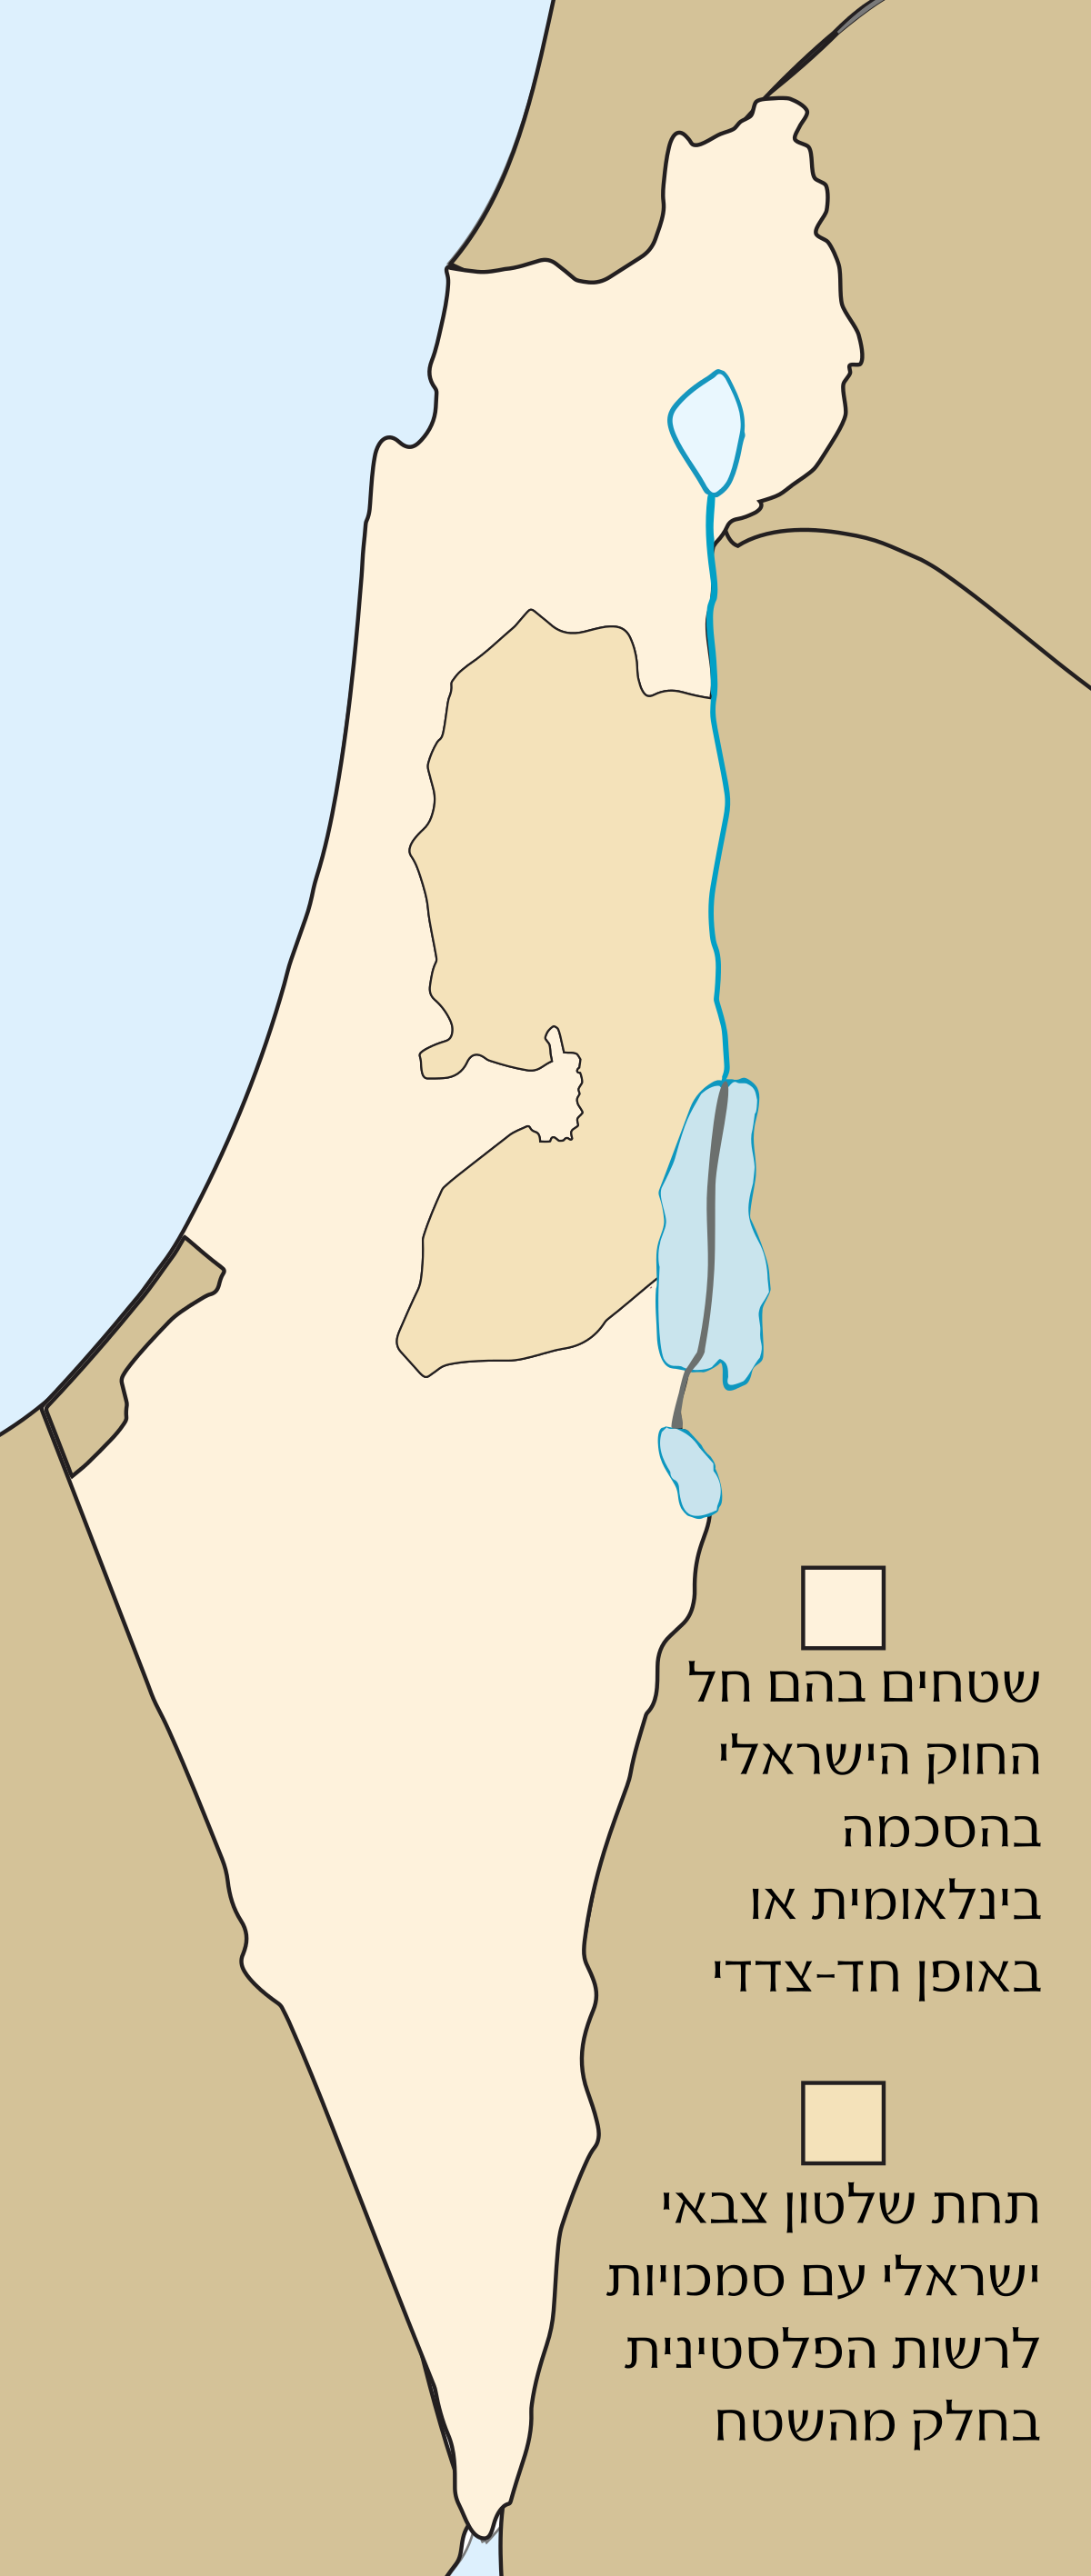 שטחים בהם חל
החוק הישראלי
בהסכמה
בינלאומית או
באופן חד-צדדי
תחת שלטון צבאי
ישראלי עם סמכויות
לרשות הפלסטינית
בחלק מהשטח